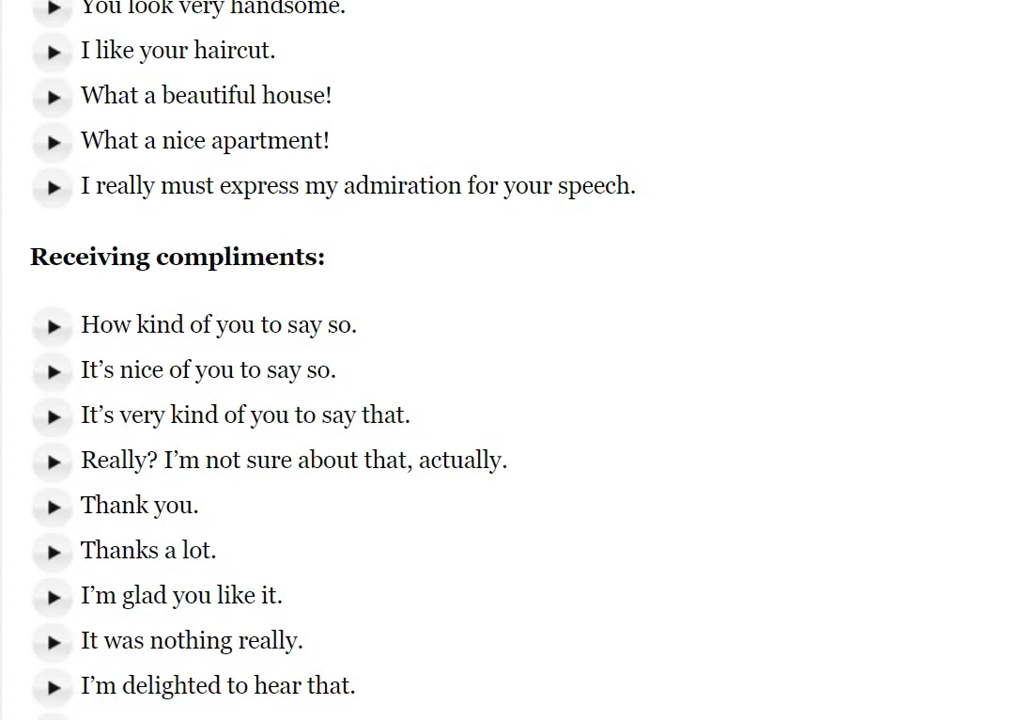 You look very handsome.
I like your haircut.
What a beautiful house!
What a nice apartment!
I really must express my admiration for your speech.
Receiving compliments:
How kind of you to say so.
It’s nice of you to say so.
It’s very kind of you to say that.
Really? I’m not sure about that, actually.
Thank you.
Thanks a lot.
I’m glad you like it.
It was nothing really.
I’m delighted to hear that.